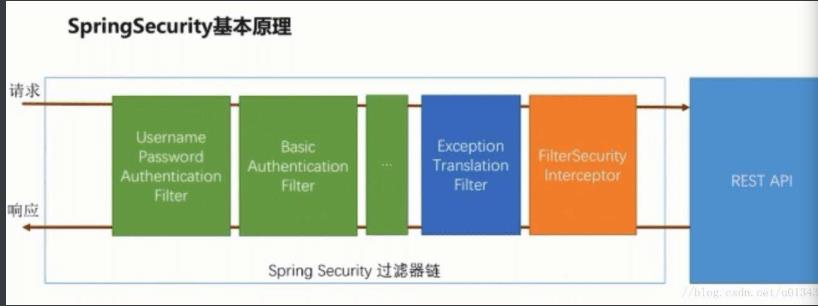 SpringSecurity基本原理
请求
Username
Password
Authentication
Filter
Basic
Authentication
Filter
...
Exception
Translation
Filter
FilterSecurity
Interceptor
REST API
响应
Spring Security 过滤器链
//blog.csdn.net/u01343